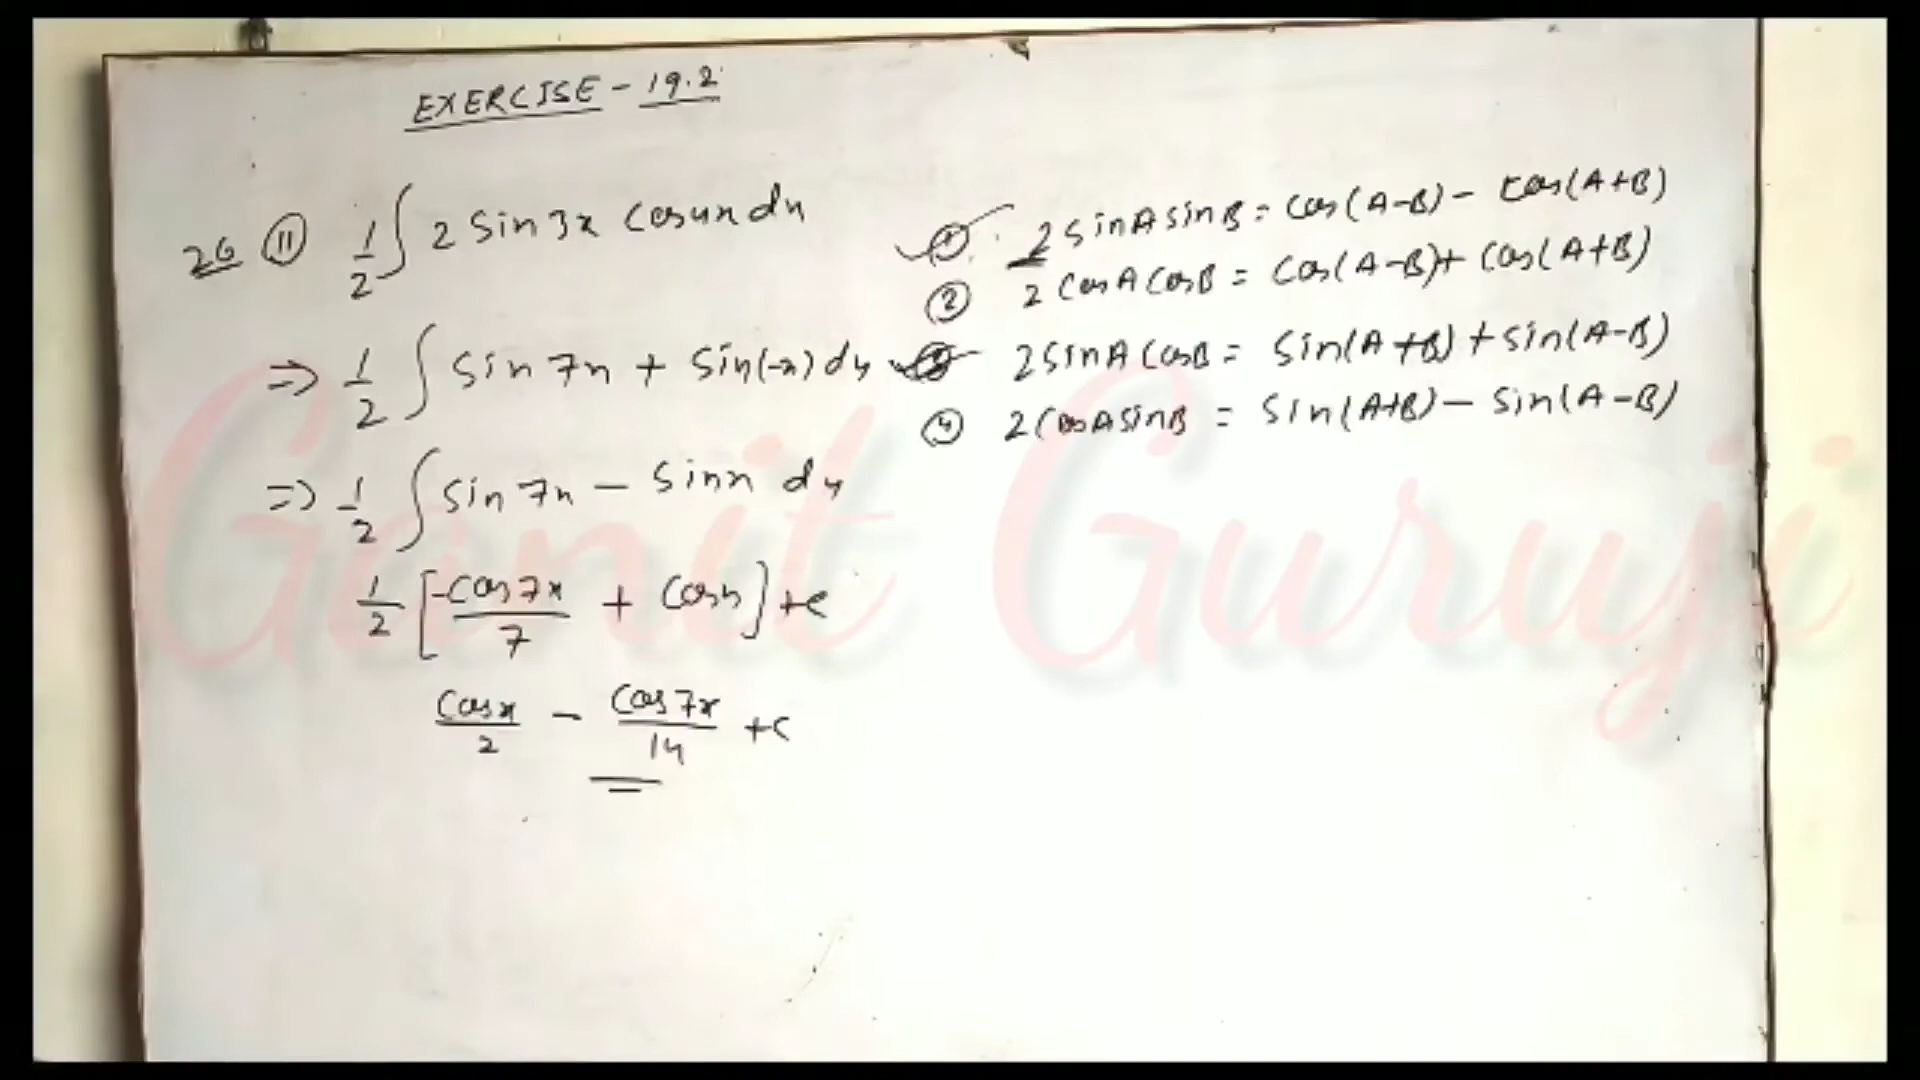 EXERCISE - 19.2
26 (ii) 1/2 ∫ 2 sin 3x cos 4x dx
=> 1/2 ∫ sin 7x + sin(-x) dx
=> 1/2 ∫ sin 7x - sin x dx
1/2 [ -cos 7x / 7 + cos x ] + c
cos x / 2 - cos 7x / 14 + c
① 2 sin A sin B = cos(A-B) - cos(A+B)
② 2 cos A cos B = cos(A-B) + cos(A+B)
③ 2 sin A cos B = sin(A+B) + sin(A-B)
④ 2 cos A sin B = sin(A+B) - sin(A-B)
Ganit Guruji